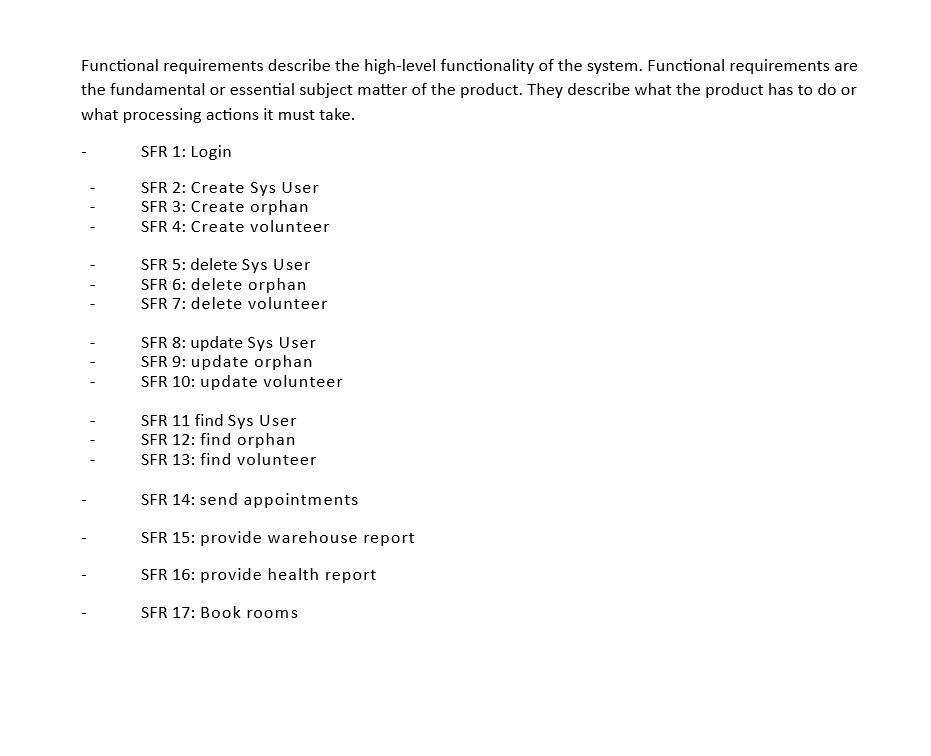 Functional requirements describe the high-level functionality of the system. Functional requirements are
the fundamental or essential subject matter of the product. They describe what the product has to do or
what processing actions it must take.
- SFR 1: Login
- SFR 2: Create Sys User
- SFR 3: Create orphan
- SFR 4: Create volunteer
- SFR 5: delete Sys User
- SFR 6: delete orphan
- SFR 7: delete volunteer
- SFR 8: update Sys User
- SFR 9: update orphan
- SFR 10: update volunteer
- SFR 11 find Sys User
- SFR 12: find orphan
- SFR 13: find volunteer
- SFR 14: send appointments
- SFR 15: provide warehouse report
- SFR 16: provide health report
- SFR 17: Book rooms